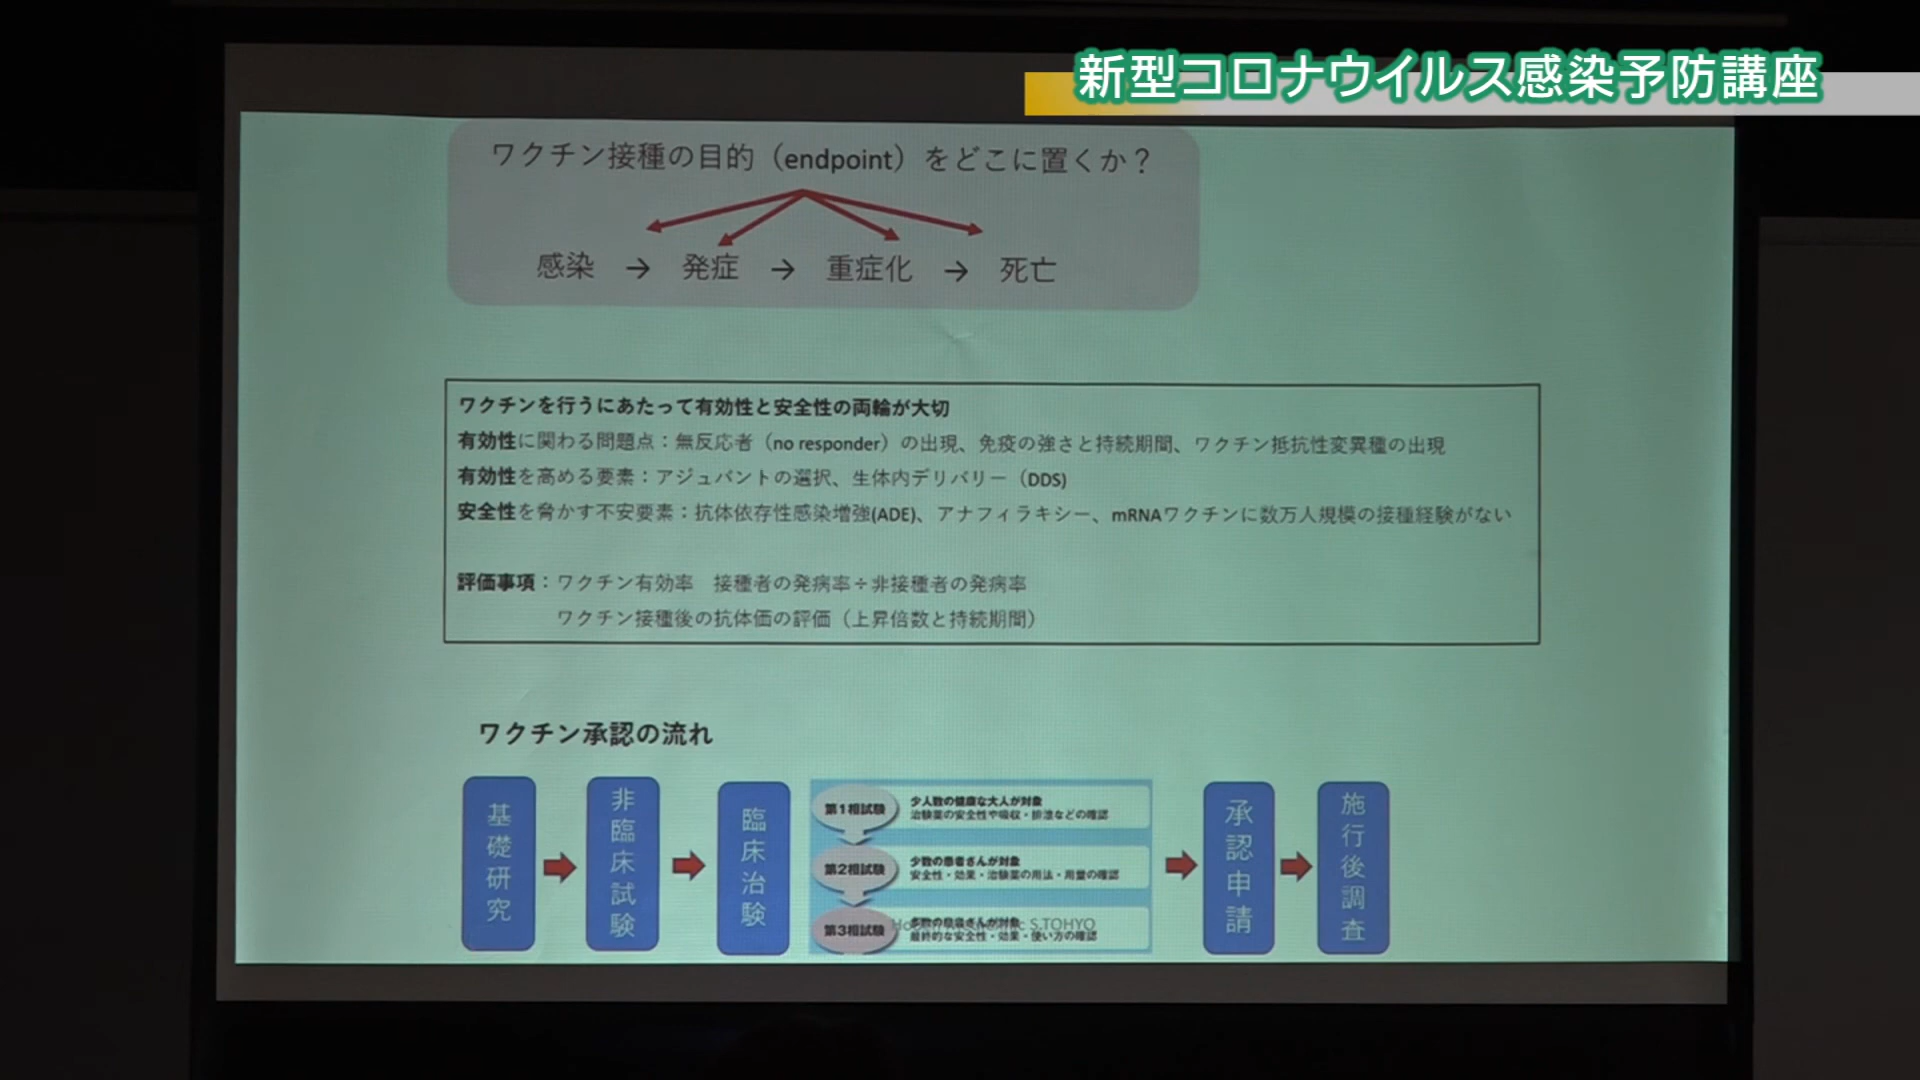 新型コロナウイルス感染予防講座
ワクチン接種の目的（endpoint）をどこに置くか？
感染 → 発症 → 重症化 → 死亡
ワクチンを行うにあたって有効性と安全性の両輪が大切
有効性に関わる問題点：無反応者（no responder）の出現、免疫の強さと持続期間、ワクチン抵抗性変異種の出現
有効性を高める要素：アジュバントの選択、生体内デリバリー（DDS)
安全性を脅かす不安要素：抗体依存性感染増強(ADE)、アナフィラキシー、mRNAワクチンに数万人規模の接種経験がない
評価事項：ワクチン有効率　接種者の発病率÷非接種者の発病率
ワクチン接種後の抗体価の評価（上昇倍数と持続期間）
ワクチン承認の流れ
基礎研究
非臨床試験
臨床治験
第1相試験
少人数の健康な大人が対象
治験薬の安全性や吸収・排泄などの確認
第2相試験
少数の患者さんが対象
安全性・効果・治験薬の用法・用量の確認
第3相試験
多数の患者さんが対象
最終的な安全性・効果・使い方の確認
S.TOHYO
承認申請
施行後調査